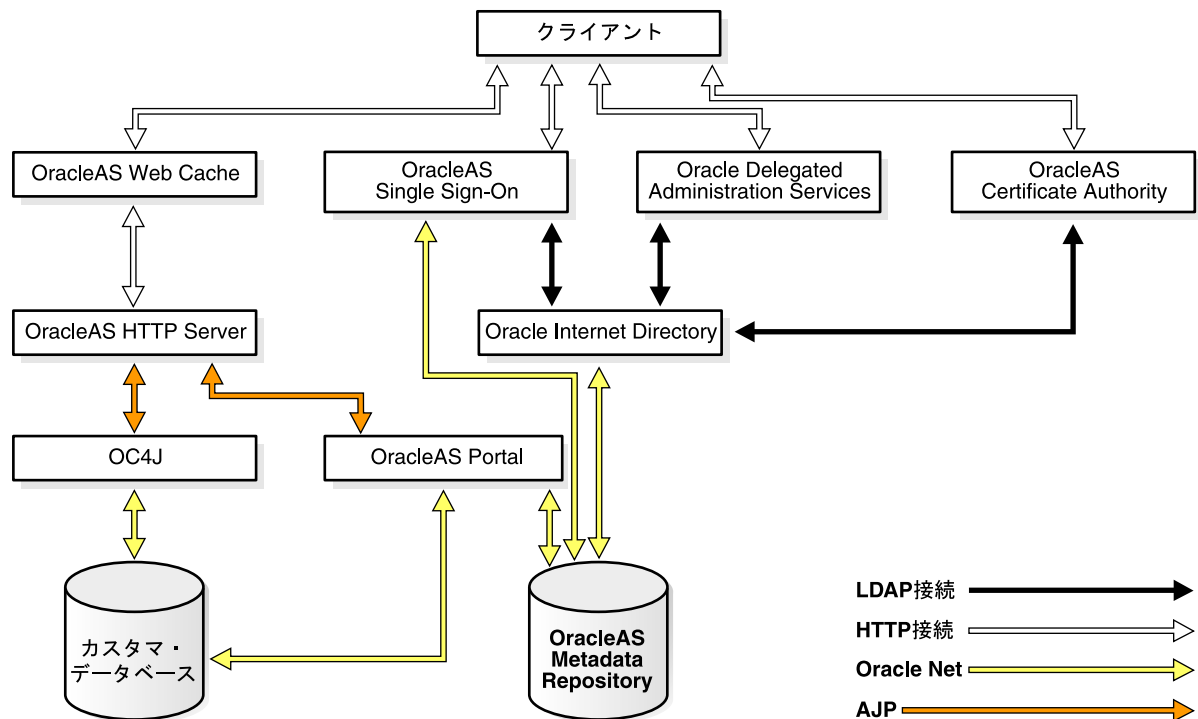 クライアント
OracleAS Web Cache
OracleAS
Single Sign-On
Oracle Delegated
Administration Services
OracleAS
Certificate Authority
OracleAS HTTP Server
Oracle Internet Directory
OC4J
OracleAS Portal
カスタマ・
データベース
OracleAS
Metadata
Repository
LDAP接続
HTTP接続
Oracle Net
AJP